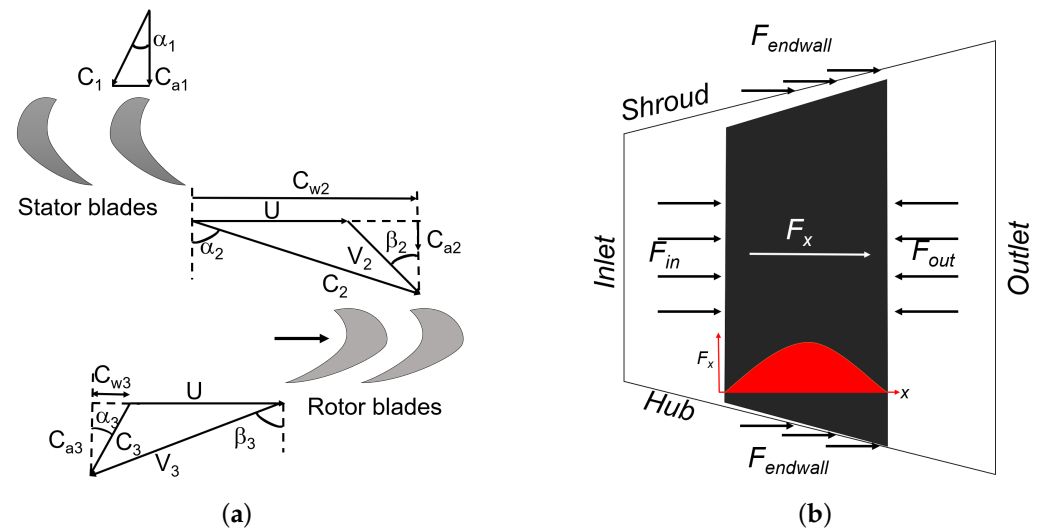 α1
C1
Ca1
Stator blades
Cw2
U
α2
β2
Ca2
V2
C2
Cw3
U
Rotor blades
α3
Ca3
C3
β3
V3
(a)
Fendwall
Shroud
Fx
Inlet
Fin
Fout
Outlet
Fx
x
Hub
Fendwall
(b)